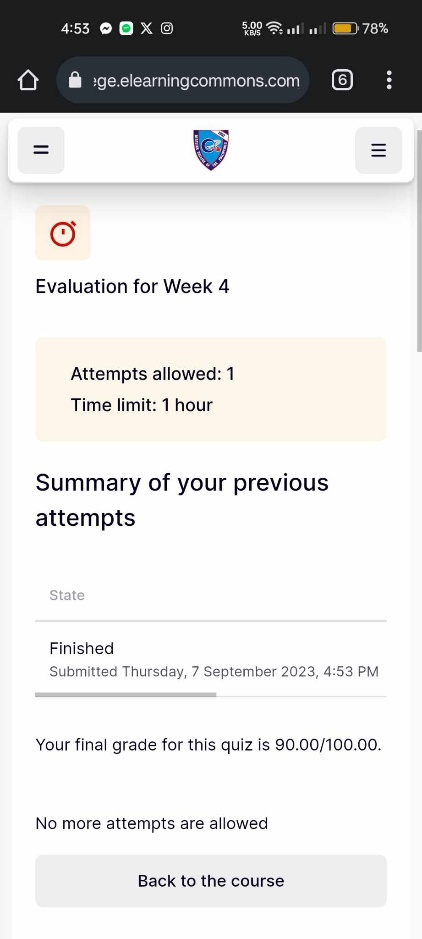 4:53
5.00
KB/S
78%
ege.elearningcommons.com
6
Evaluation for Week 4
Attempts allowed: 1
Time limit: 1 hour
Summary of your previous
attempts
State
Finished
Submitted Thursday, 7 September 2023, 4:53 PM
Your final grade for this quiz is 90.00/100.00.
No more attempts are allowed
Back to the course